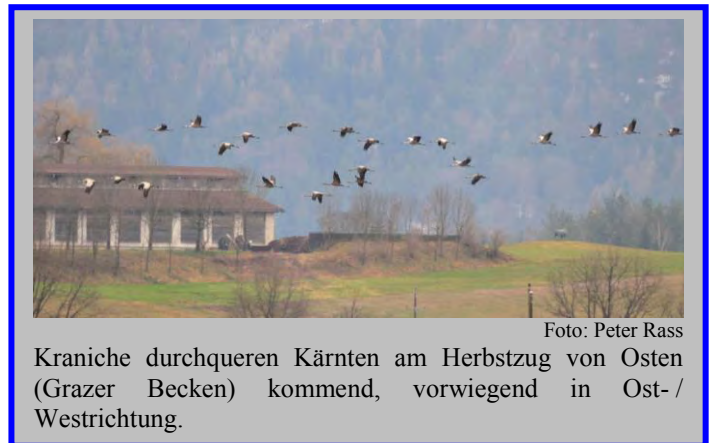 Foto: Peter Rass
Kraniche durchqueren Kärnten am Herbstzug von Osten
(Grazer Becken) kommend, vorwiegend in Ost- /
Westrichtung.